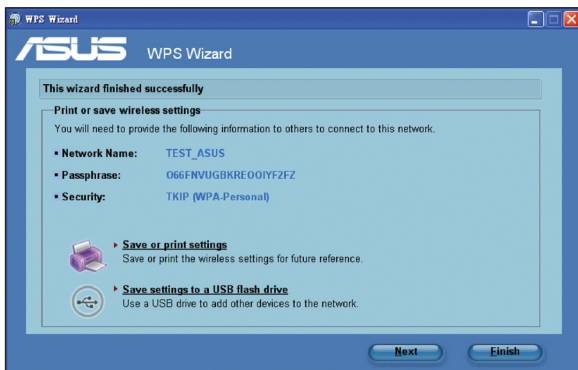 WPS Wizard
ASUS WPS Wizard
This wizard finished successfully
Print or save wireless settings
You will need to provide the following information to others to connect to this network.
Network Name: TEST_ASUS
Passphrase: O66FNVUGBKREOOIYF2FZ
Security: TKIP (WPA-Personal)
Save or print settings
Save or print the wireless settings for future reference.
Save settings to a USB flash drive
Use a USB drive to add other devices to the network.
Next Finish